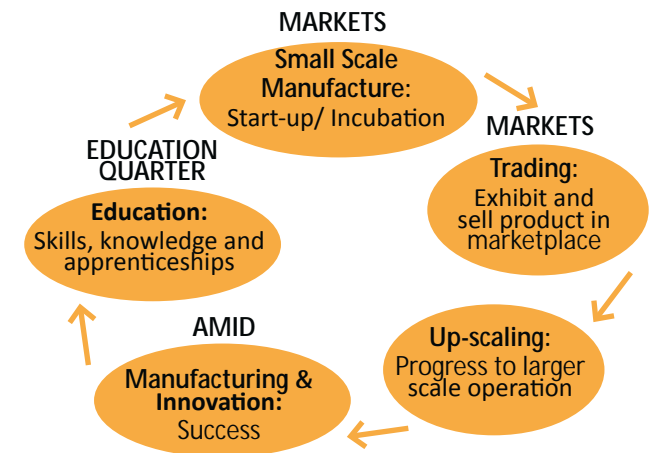 MARKETS
Small Scale
Manufacture:
Start-up/ Incubation
MARKETS
Trading:
Exhibit and
sell product in
marketplace
Up-scaling:
Progress to larger
scale operation
AMID
Manufacturing &
Innovation:
Success
EDUCATION
QUARTER
Education:
Skills, knowledge and
apprenticeships